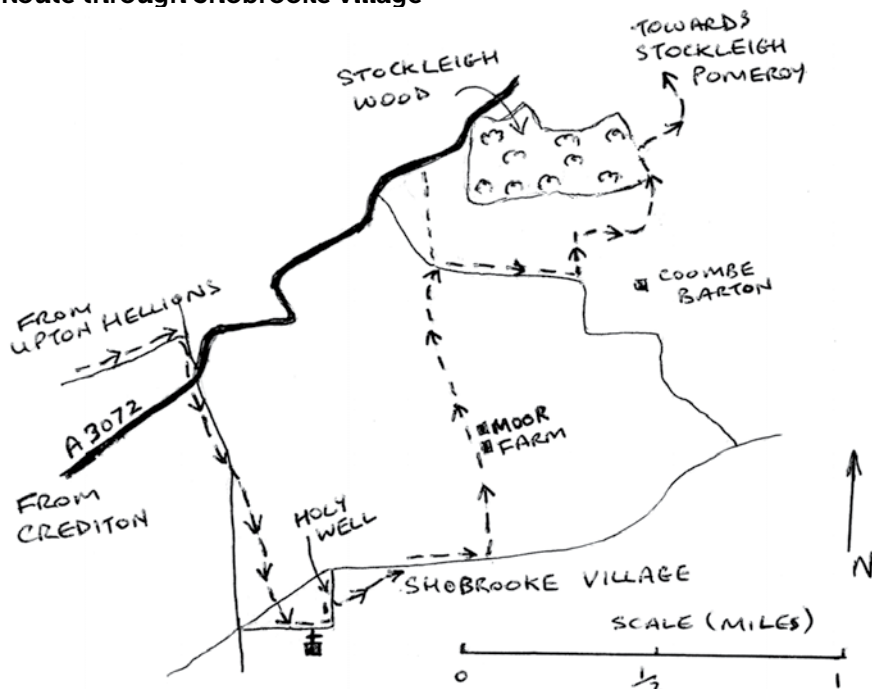 Route through Shobrooke Village
TOWARDS
STOCKLEIGH
POMEROY
STOCKLEIGH
WOOD
COOMBE
BARTON
FROM
UPTON HELLIONS
A3072
MOOR
FARM
FROM
CREDITON
HOLY
WELL
SHOBROOKE VILLAGE
N
SCALE (MILES)
0 1/2 1